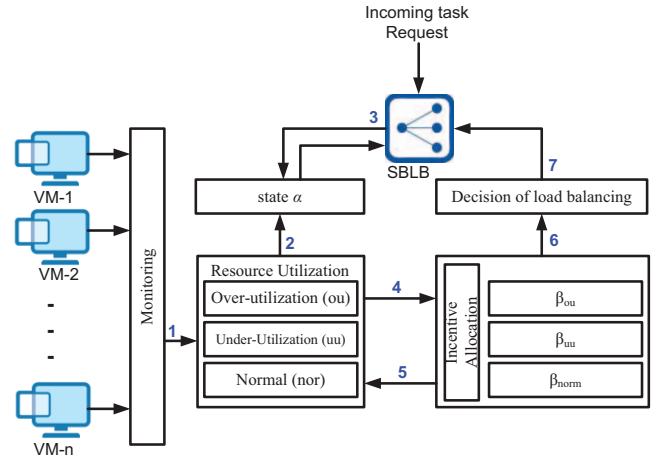 Incoming task
Request
3
SBLB
7
VM-1
state α
Decision of load balancing
2
6
VM-2
Monitoring
Resource Utilization
Over-utilization (ou)
4
Incentive
Allocation
βou
1
Under-Utilization (uu)
βuu
Normal (nor)
5
βnorm
-
-
-
VM-n